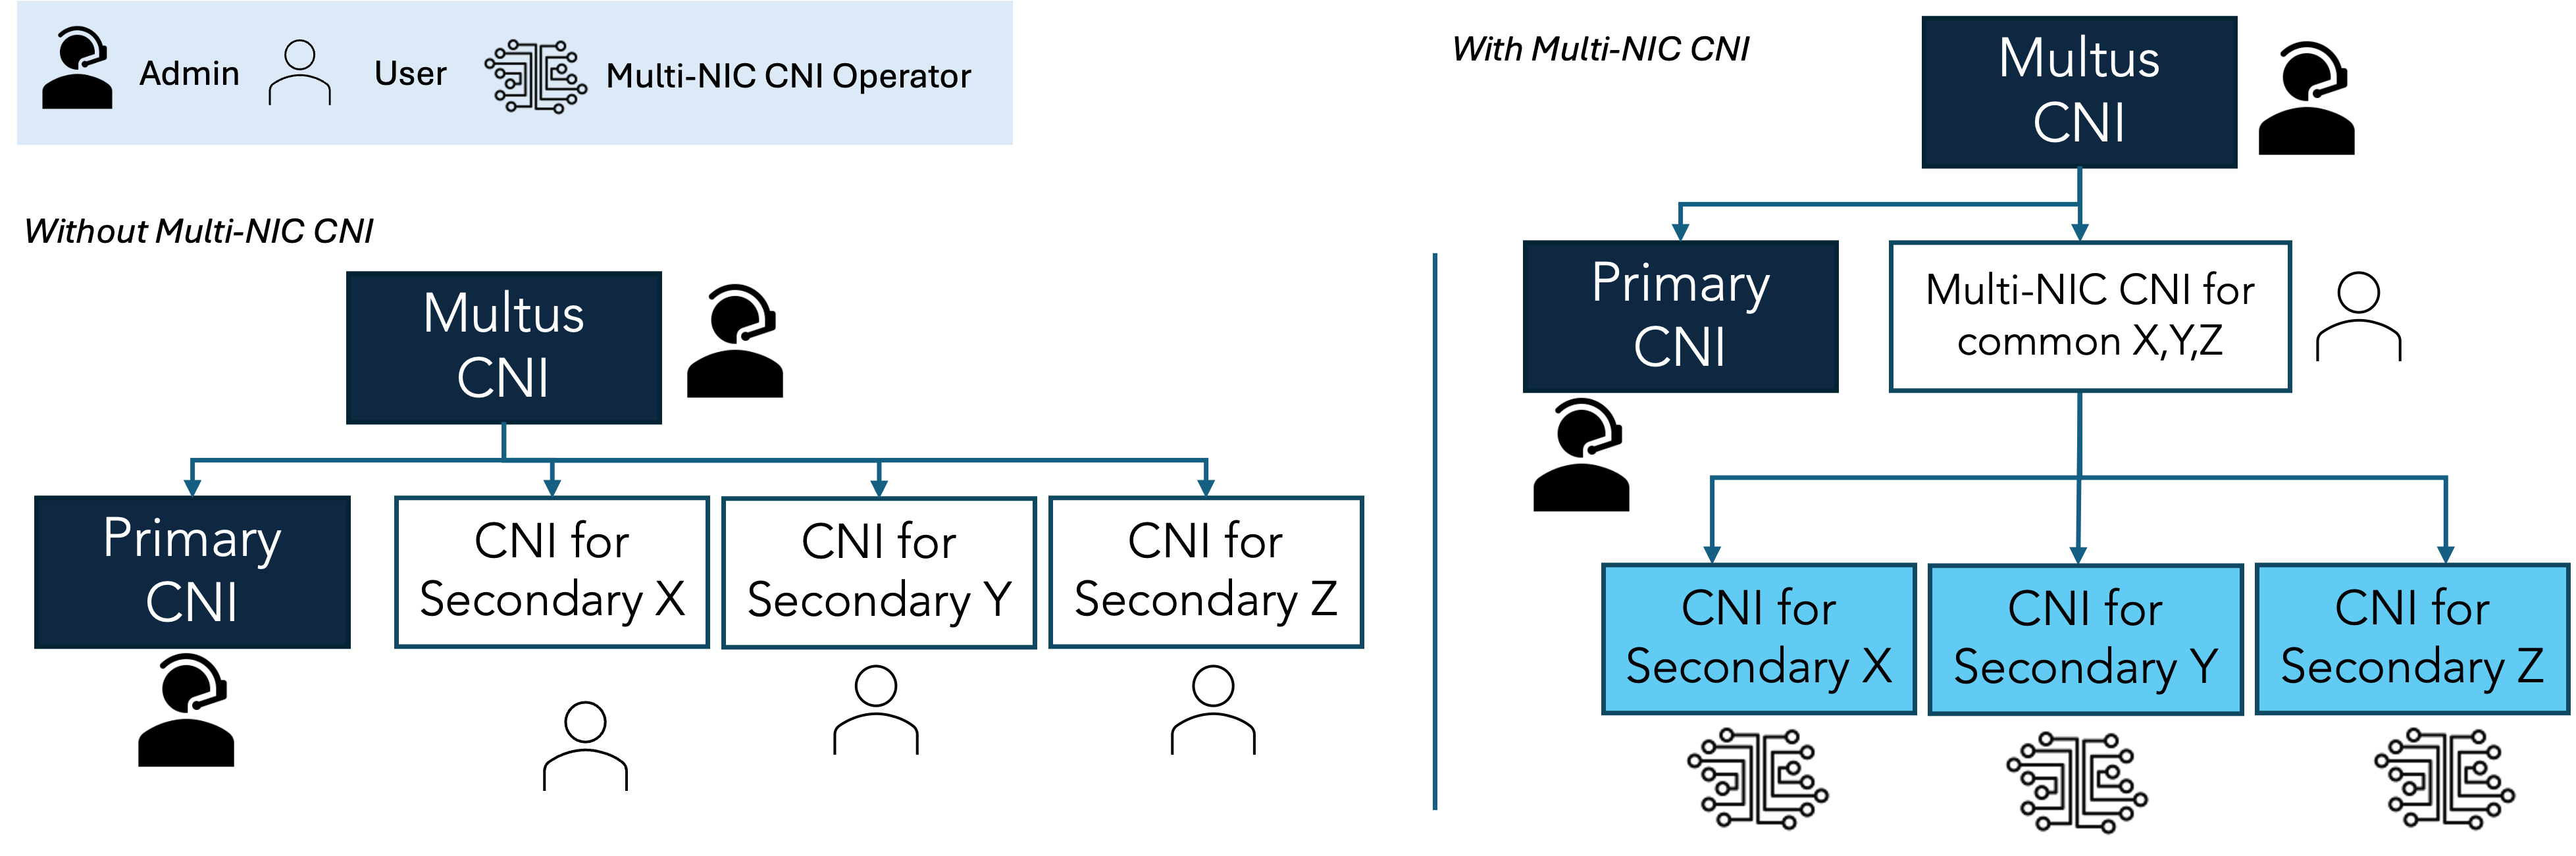 Admin
User
Multi-NIC CNI Operator
Without Multi-NIC CNI
Multus
CNI
Primary
CNI
CNI for
Secondary X
CNI for
Secondary Y
CNI for
Secondary Z
With Multi-NIC CNI
Multus
CNI
Primary
CNI
Multi-NIC CNI for
common X,Y,Z
CNI for
Secondary X
CNI for
Secondary Y
CNI for
Secondary Z